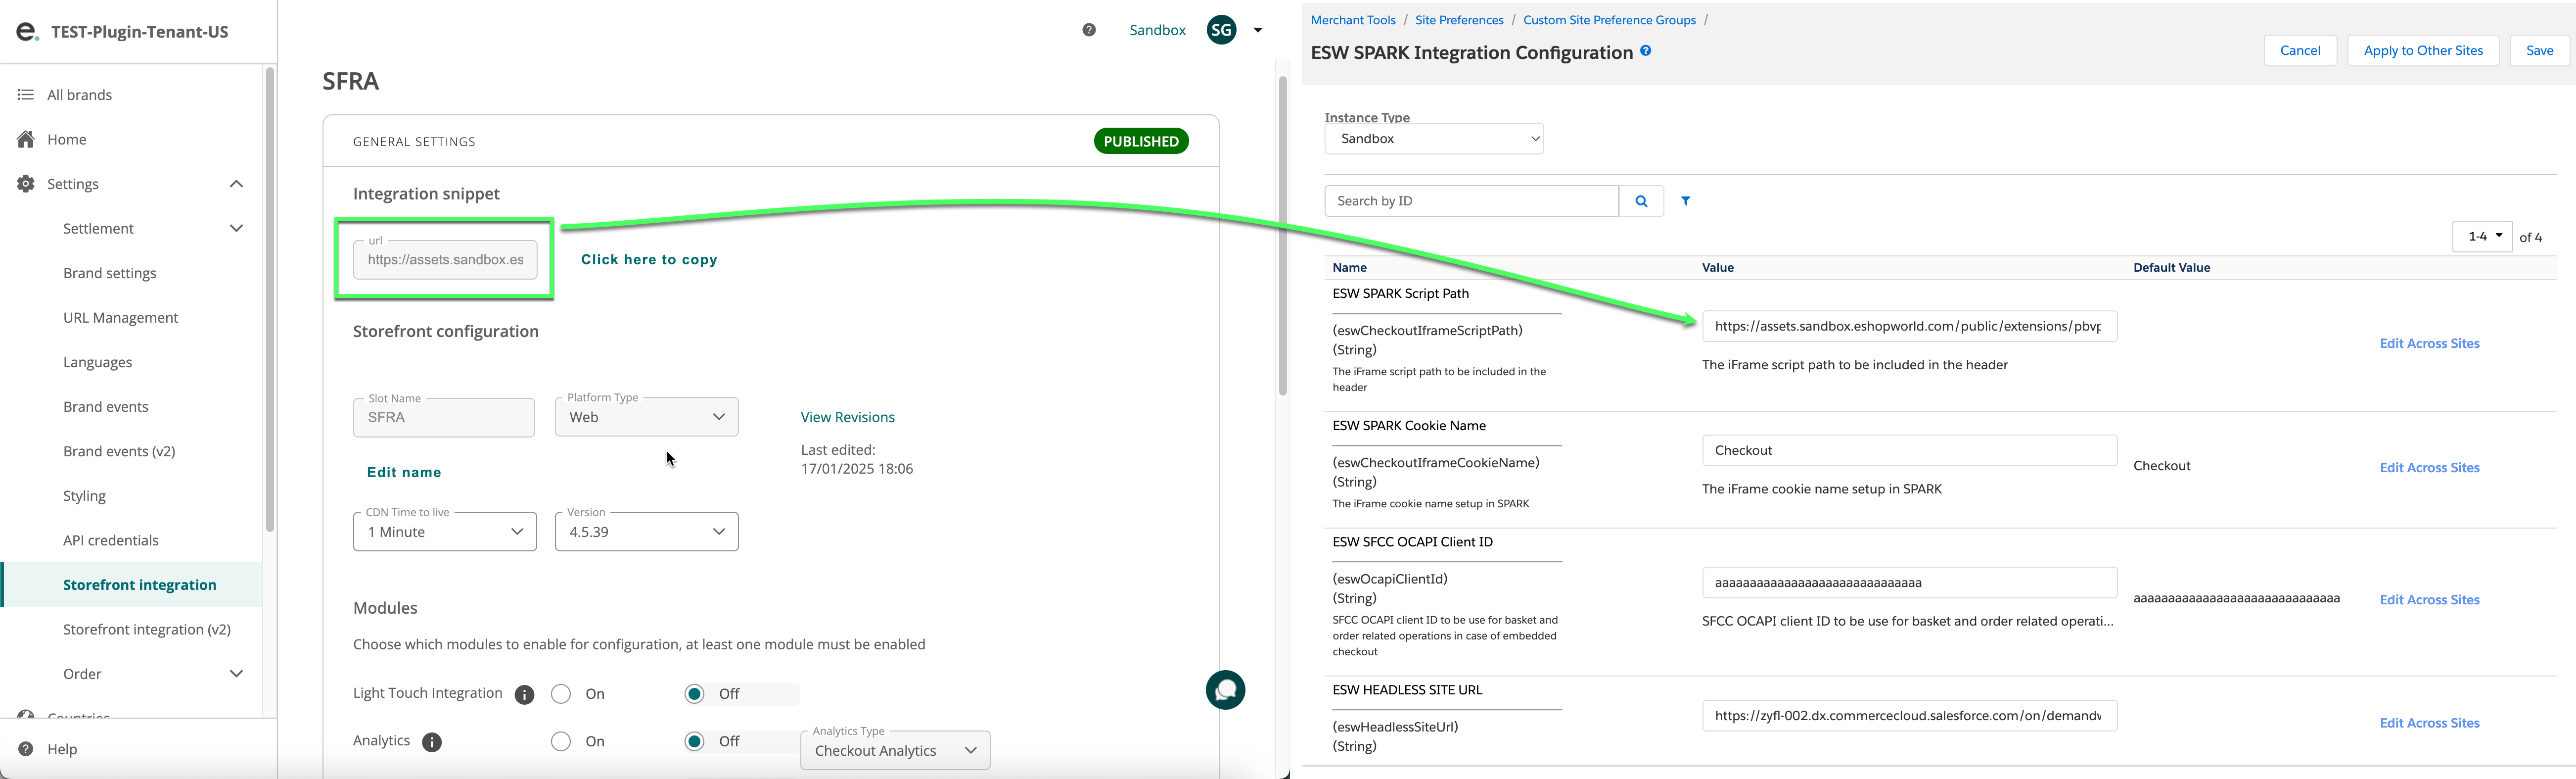 e. TEST-Plugin-Tenant-US
All brands
Home
Settings
Settlement
Brand settings
URL Management
Languages
Brand events
Brand events (v2)
Styling
API credentials
Storefront integration
Storefront integration (v2)
Order
Countries
Help
Sandbox
SG
SFRA
GENERAL SETTINGS
PUBLISHED
Integration snippet
url
https://assets.sandbox.es
Click here to copy
Storefront configuration
Slot Name
SFRA
Platform Type
Web
View Revisions
Last edited:
17/01/2025 18:06
Edit name
CDN Time to live
1 Minute
Version
4.5.39
Modules
Choose which modules to enable for configuration, at least one module must be enabled
Light Touch Integration
On
Off
Analytics
On
Off
Analytics Type
Checkout Analytics
Merchant Tools / Site Preferences / Custom Site Preference Groups /
ESW SPARK Integration Configuration
Cancel
Apply to Other Sites
Save
Instance Type
Sandbox
Search by ID
1-4 of 4
Name
Value
Default Value
ESW SPARK Script Path
(eswCheckoutIframeScriptPath)
(String)
The iFrame script path to be included in the
header
https://assets.sandbox.eshopworld.com/public/extensions/pbvp
The iFrame script path to be included in the header
Edit Across Sites
ESW SPARK Cookie Name
(eswCheckoutIframeCookieName)
(String)
The iFrame cookie name setup in SPARK
Checkout
The iFrame cookie name setup in SPARK
Checkout
Edit Across Sites
ESW SFCC OCAPI Client ID
(eswOcapiClientId)
(String)
SFCC OCAPI client ID to be use for basket and
order related operations in case of embedded
checkout
aaaaaaaaaaaaaaaaaaaaaaaaaaaaaa
SFCC OCAPI client ID to be use for basket and order related operati...
aaaaaaaaaaaaaaaaaaaaaaaaaaaaaa
Edit Across Sites
ESW HEADLESS SITE URL
(eswHeadlessSiteUrl)
(String)
https://zyfl-002.dx.commercecloud.salesforce.com/on/demandw
Edit Across Sites